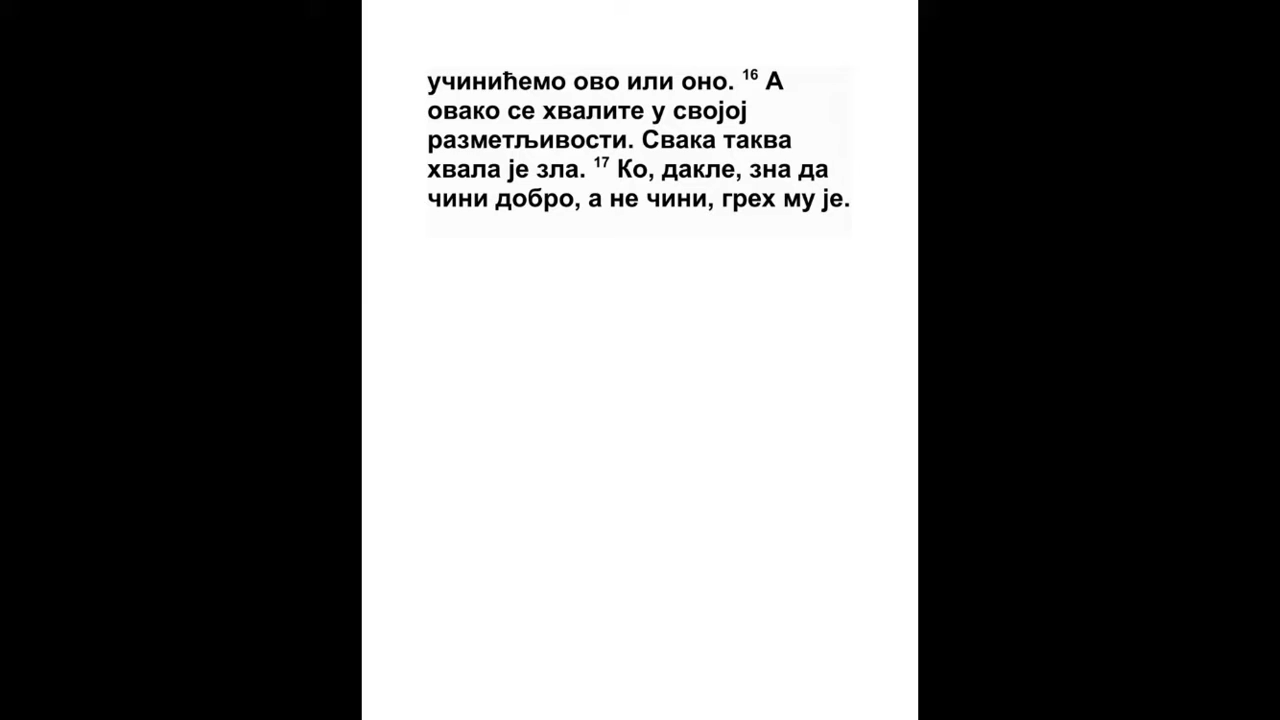 учинићемо ово или оно. 16 А
овако се хвалите у својој
разметљивости. Свака таква
хвала је зла. 17 Ко, дакле, зна да
чини добро, а не чини, грех му је.